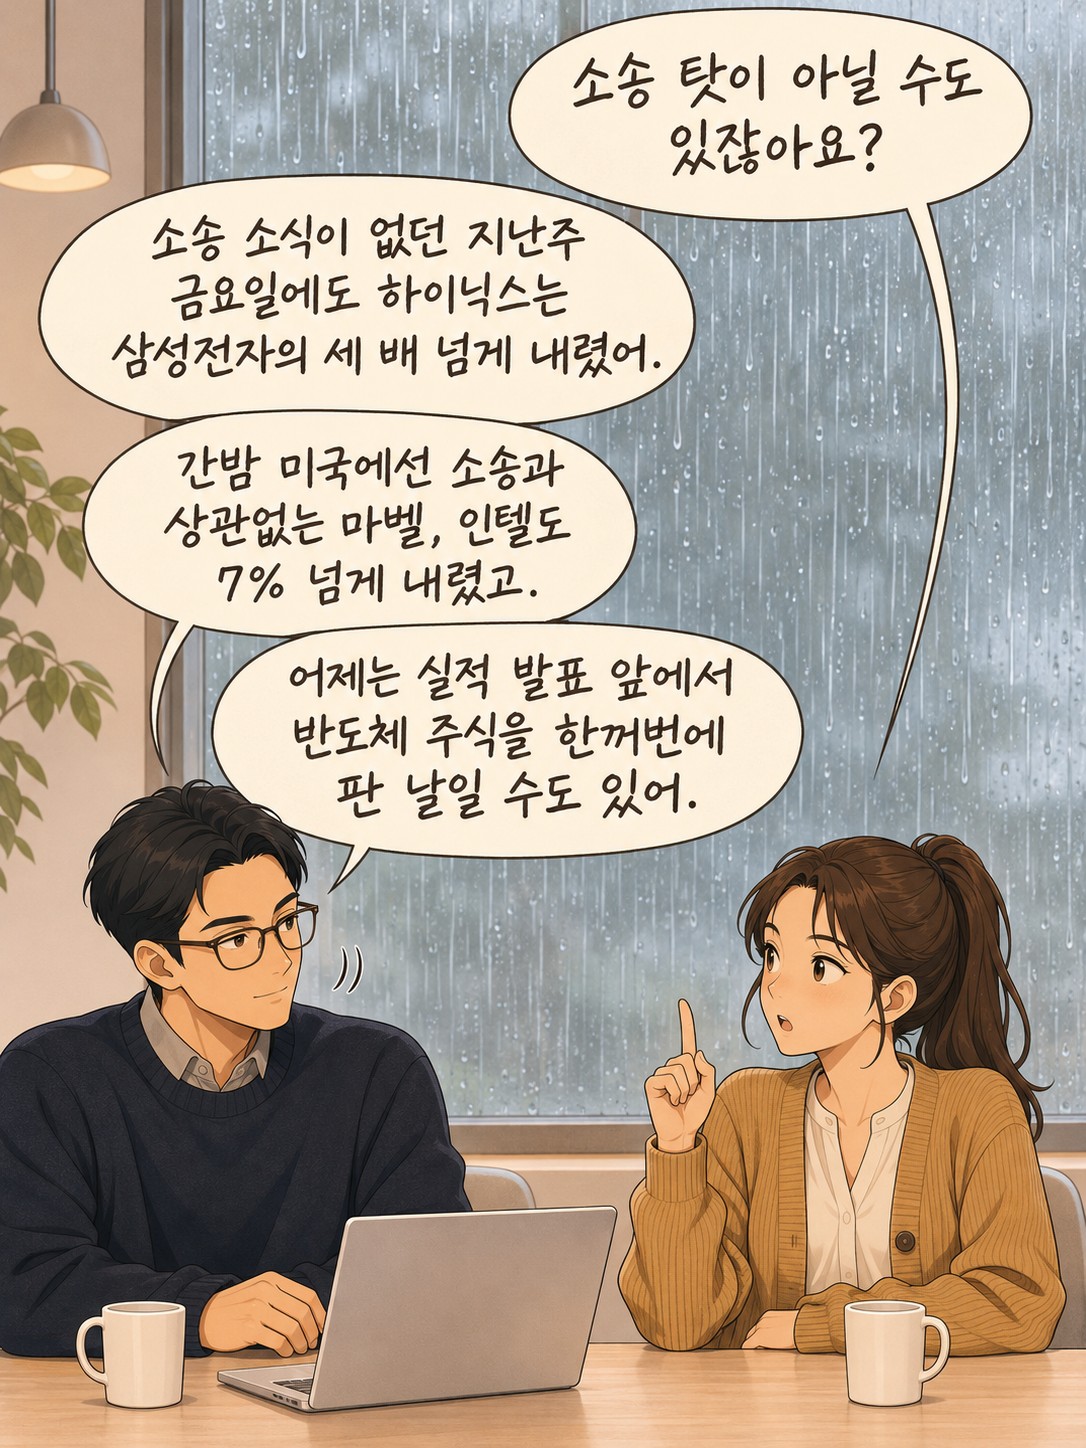 소송 탓이 아닐 수도
있잖아요?
소송 소식이 없던 지난주
금요일에도 하이닉스는
삼성전자의 세 배 넘게 내렸어.
간밤 미국에선 소송과
상관없는 마벨, 인텔도
7% 넘게 내렸고.
어제는 실적 발표 앞에서
반도체 주식을 한꺼번에
판 날일 수도 있어.